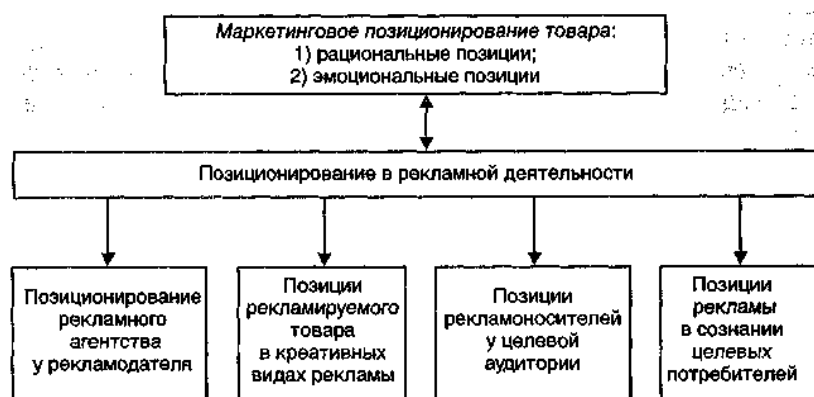 Маркетинговое позиционирование товара:
1) рациональные позиции;
2) эмоциональные позиции
Позиционирование в рекламной деятельности
Позиционирование
рекламного
агентства
у рекламодателя
Позиции
рекламируемого
товара
в креативных
видах рекламы
Позиции
рекламоносителей
у целевой
аудитории
Позиции
рекламы
в сознании
целевых
потребителей